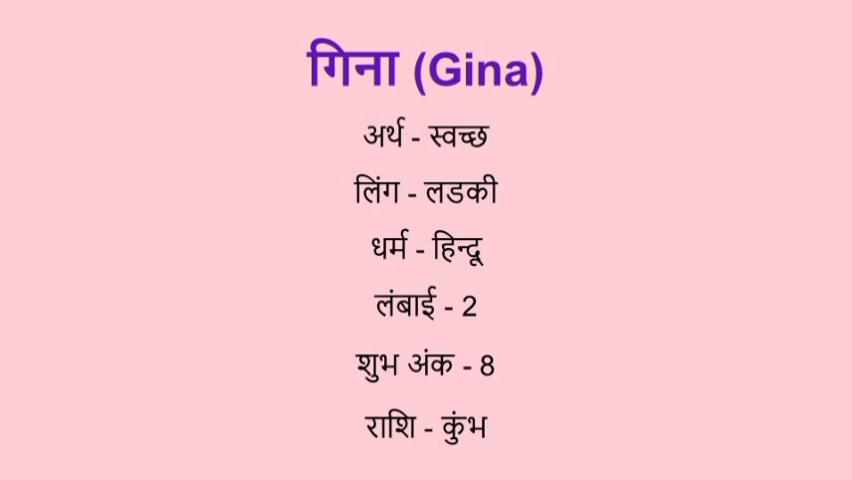 गिना (Gina)
अर्थ - स्वच्छ
लिंग - लडकी
धर्म - हिन्दू
लंबाई - 2
शुभ अंक - 8
राशि - कुंभ